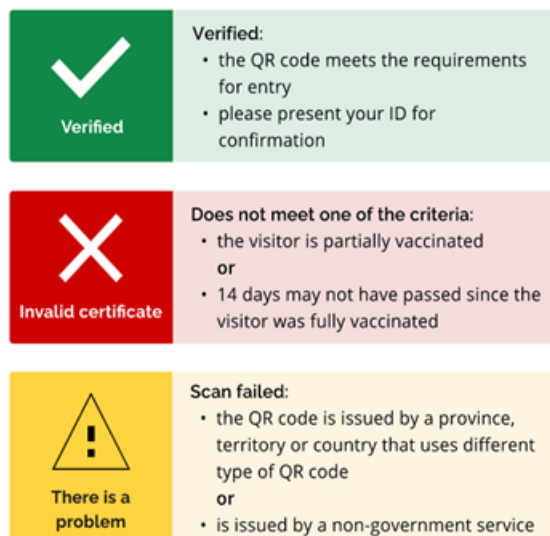 Verified
Verified:
• the QR code meets the requirements
for entry
• please present your ID for
confirmation
Invalid certificate
Does not meet one of the criteria:
• the visitor is partially vaccinated
or
• 14 days may not have passed since the
visitor was fully vaccinated
There is a
problem
Scan failed:
• the QR code is issued by a province,
territory or country that uses different
type of QR code
or
• is issued by a non-government service